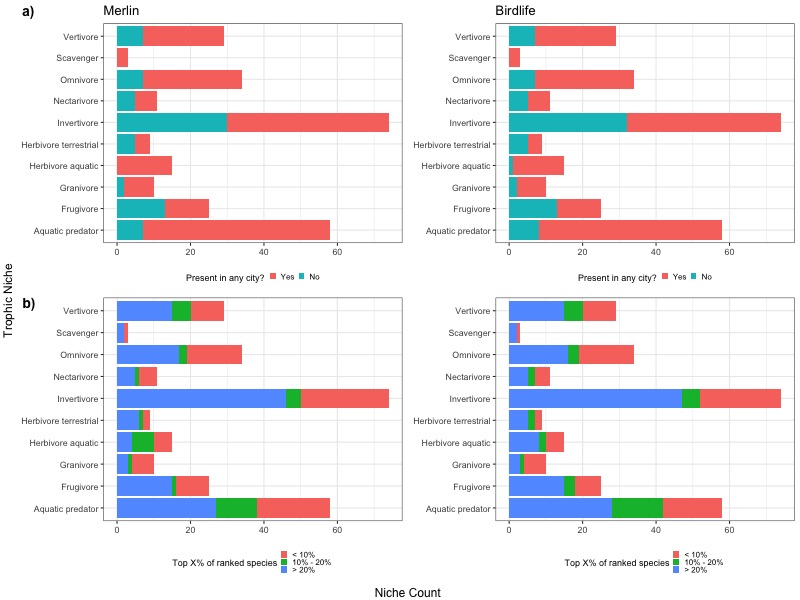 a)
Merlin
Birdlife
Vertivore
Scavenger
Omnivore
Nectarivore
Invertivore
Herbivore terrestrial
Herbivore aquatic
Granivore
Frugivore
Aquatic predator
0 20 40 60
Present in any city? Yes No
Vertivore
Scavenger
Omnivore
Nectarivore
Invertivore
Herbivore terrestrial
Herbivore aquatic
Granivore
Frugivore
Aquatic predator
0 20 40 60
Present in any city? Yes No
Trophic Niche
b)
Vertivore
Scavenger
Omnivore
Nectarivore
Invertivore
Herbivore terrestrial
Herbivore aquatic
Granivore
Frugivore
Aquatic predator
0 20 40 60
Top X% of ranked species
< 10%
10% - 20%
> 20%
Vertivore
Scavenger
Omnivore
Nectarivore
Invertivore
Herbivore terrestrial
Herbivore aquatic
Granivore
Frugivore
Aquatic predator
0 20 40 60
Top X% of ranked species
< 10%
10% - 20%
> 20%
Niche Count